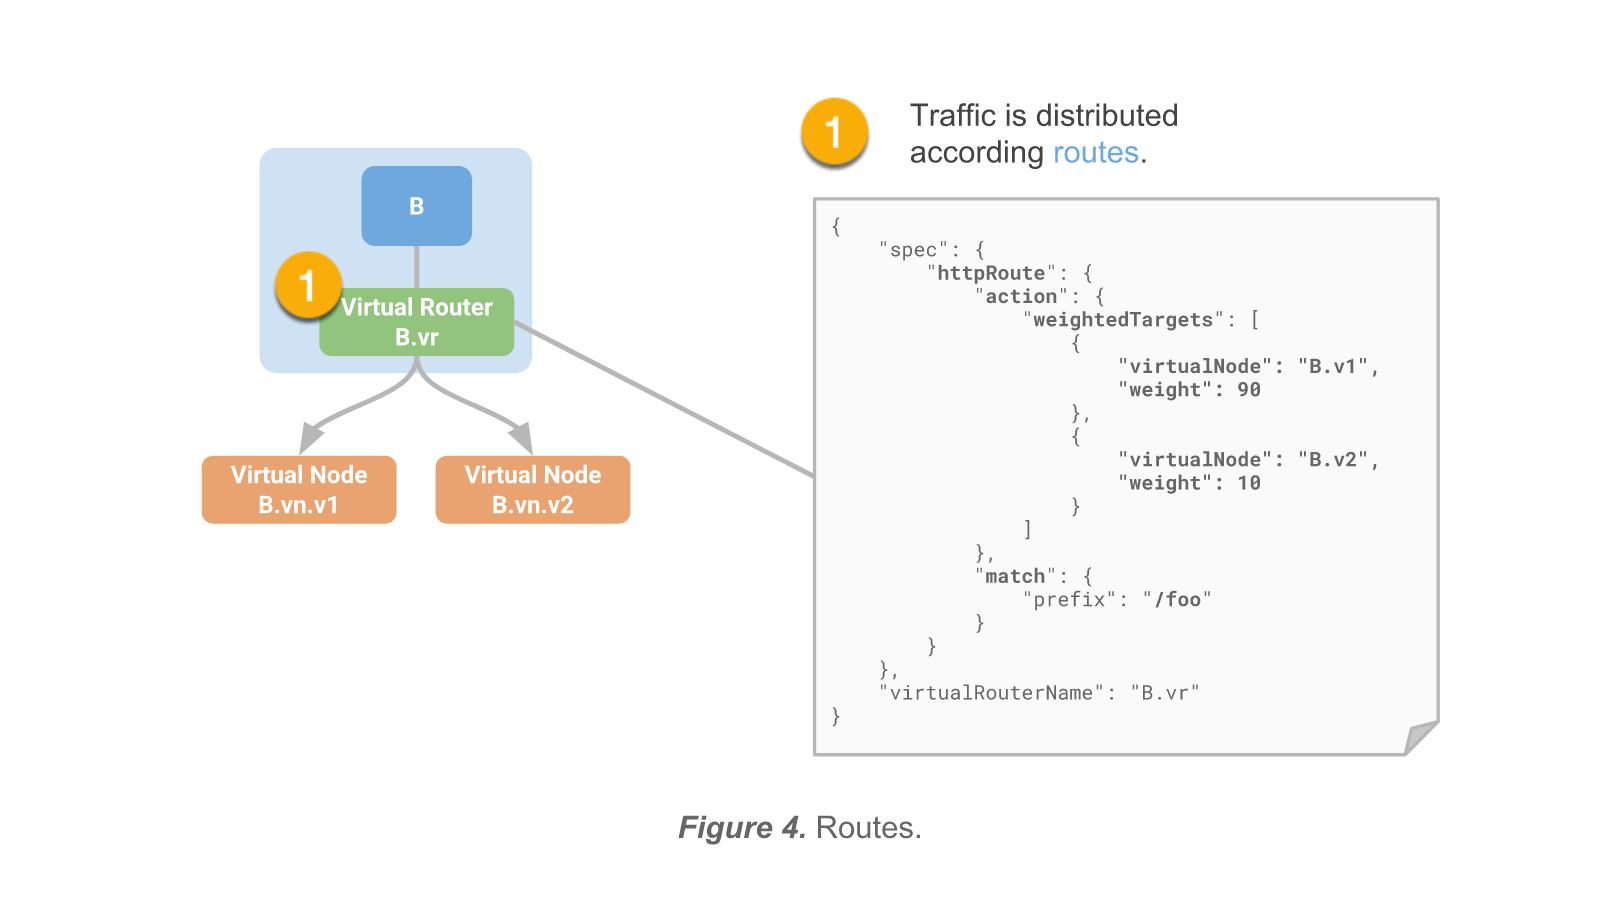 1
Traffic is distributed
according routes.
B
1
Virtual Router
B.vr
Virtual Node
B.vn.v1
Virtual Node
B.vn.v2
{
    "spec": {
        "httpRoute": {
            "action": {
                "weightedTargets": [
                    {
                        "virtualNode": "B.v1",
                        "weight": 90
                    },
                    {
                        "virtualNode": "B.v2",
                        "weight": 10
                    }
                ]
            },
            "match": {
                "prefix": "/foo"
            }
        }
    },
    "virtualRouterName": "B.vr"
}
Figure 4. Routes.